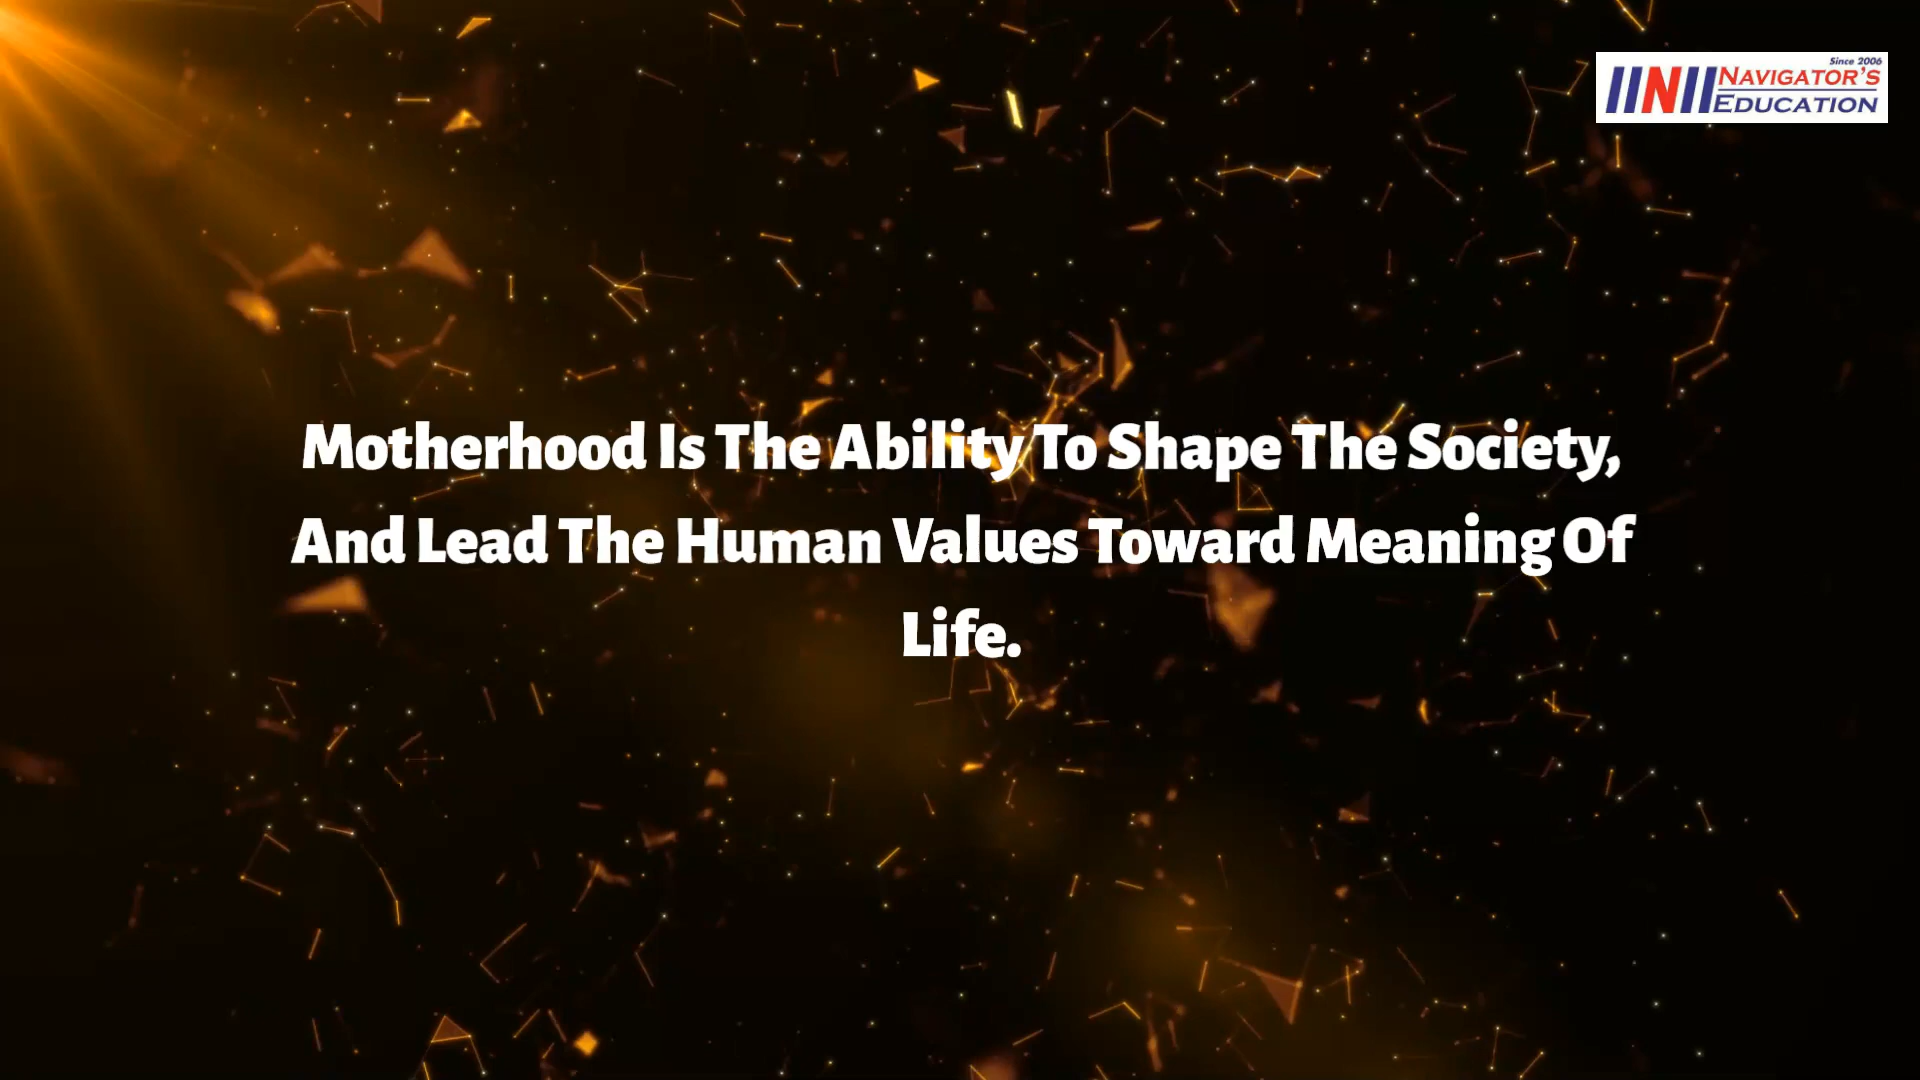 Since 2006
NAVIGATOR'S
EDUCATION
Motherhood Is The Ability To Shape The Society,
And Lead The Human Values Toward Meaning Of
Life.